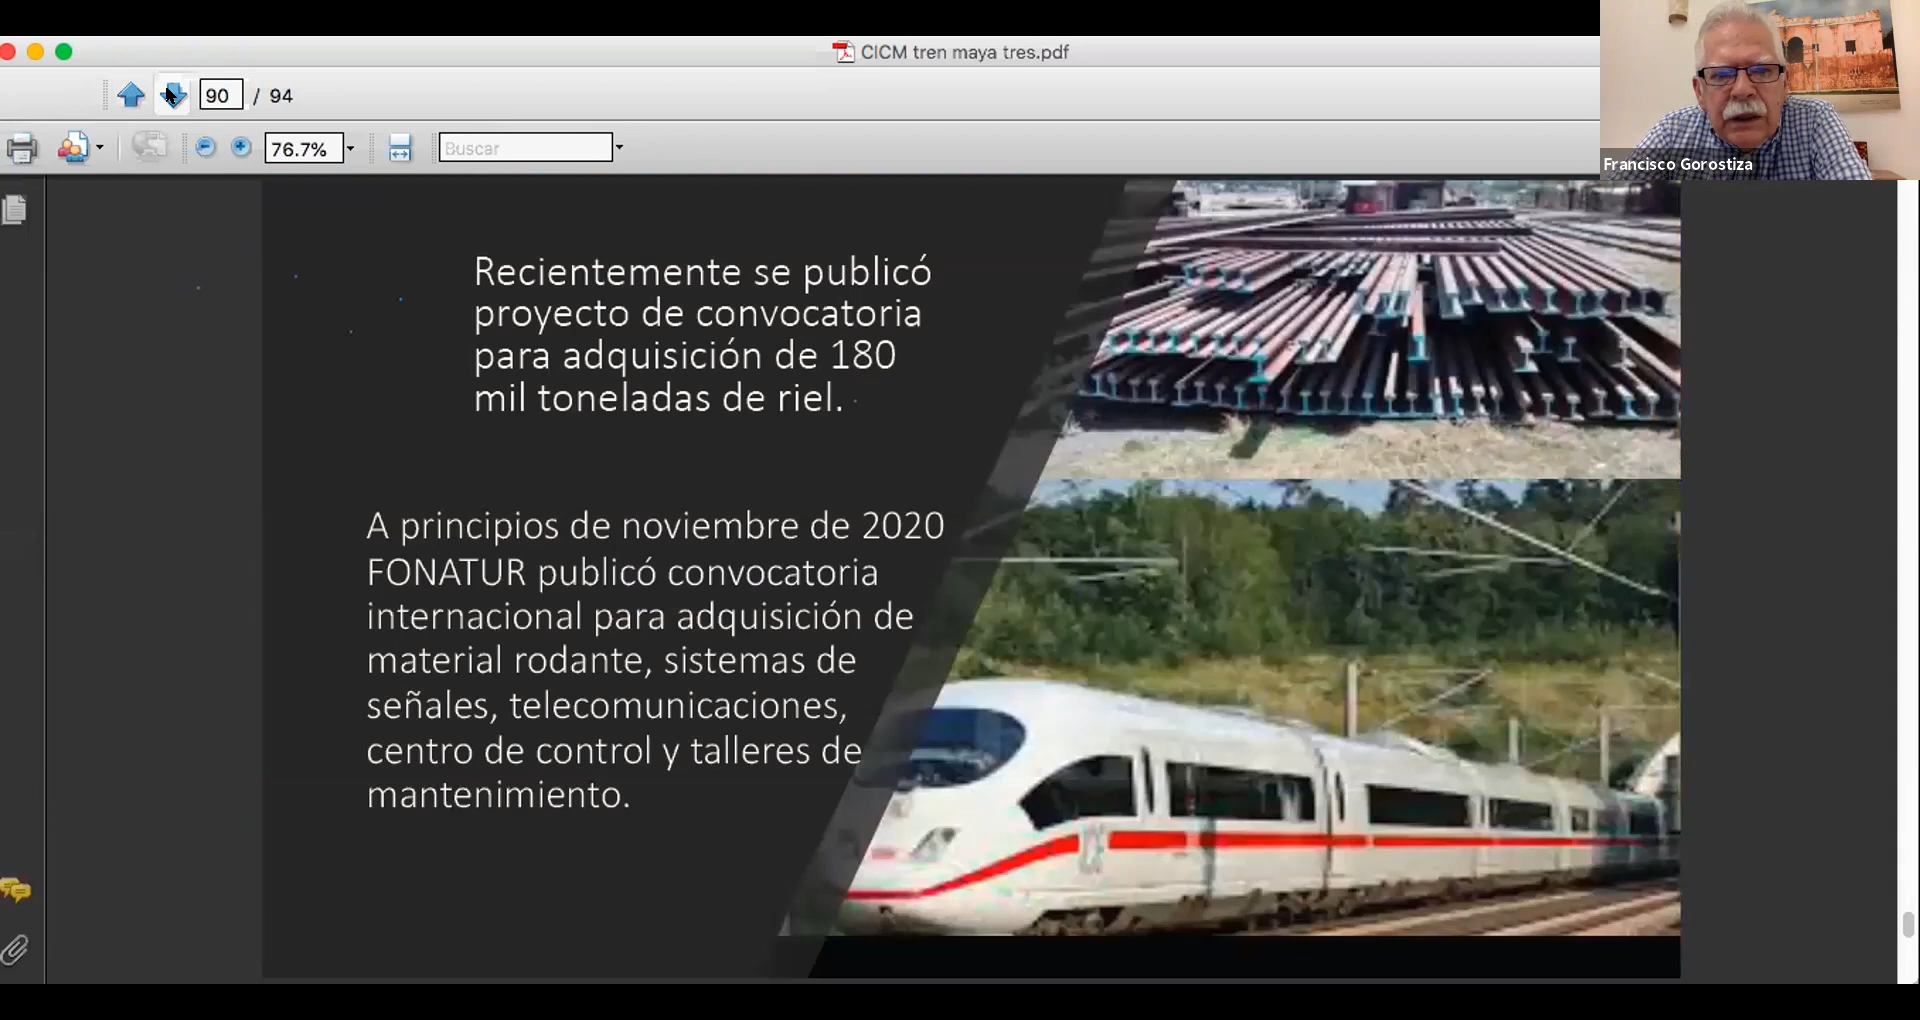 CICM tren maya tres.pdf
90 / 94
76.7%
Buscar
Francisco Gorostiza
Recientemente se publicó
proyecto de convocatoria
para adquisición de 180
mil toneladas de riel.
A principios de noviembre de 2020
FONATUR publicó convocatoria
internacional para adquisición de
material rodante, sistemas de
señales, telecomunicaciones,
centro de control y talleres de
mantenimiento.